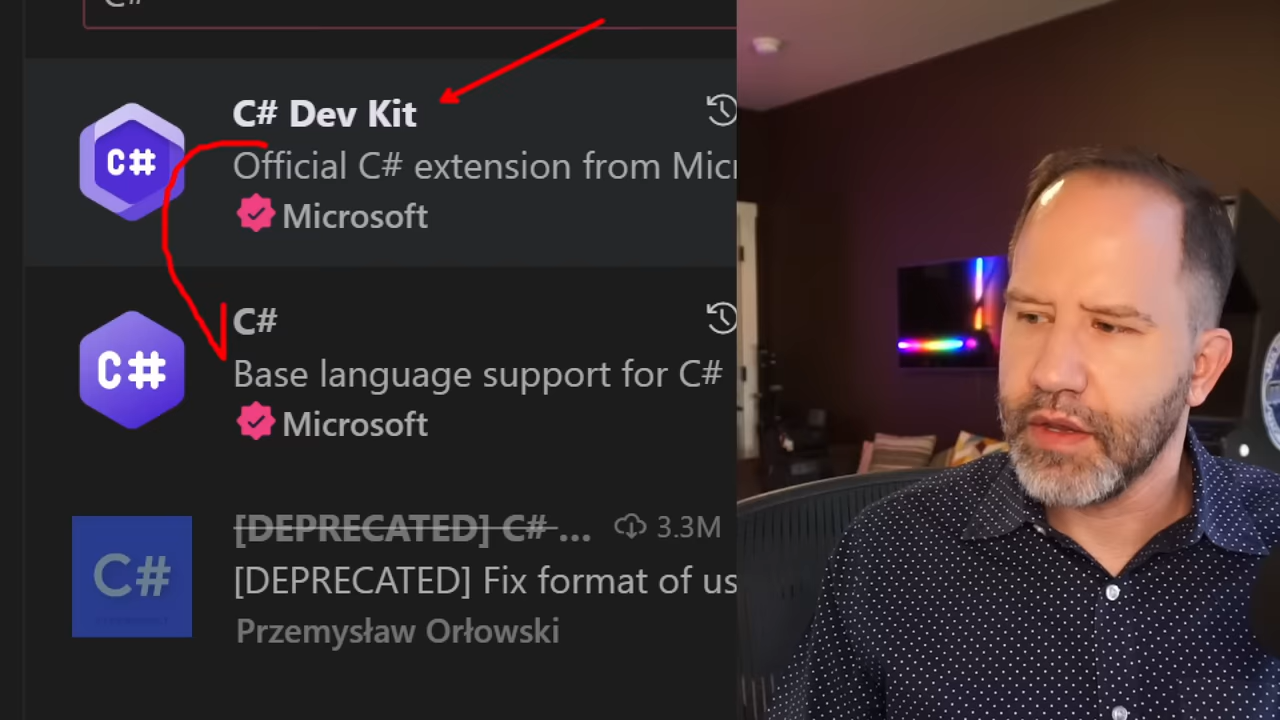 C#
C# Dev Kit
C#
Official C# extension from Micr
Microsoft
C#
C#
Base language support for C#
Microsoft
[DEPRECATED] C# ... 3.3M
C#
[DEPRECATED] Fix format of us
Przemysław Orłowski